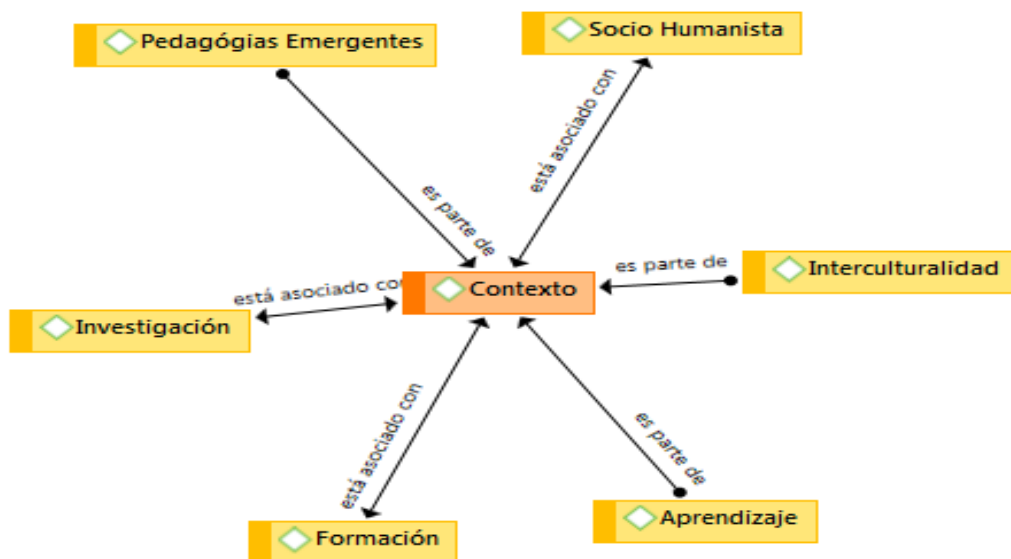 Pedagógias Emergentes
Socio Humanista
está asociado con
es parte de
es parte de
Interculturalidad
Contexto
está asociado con
Investigación
está asociado con
es parte de
Formación
Aprendizaje